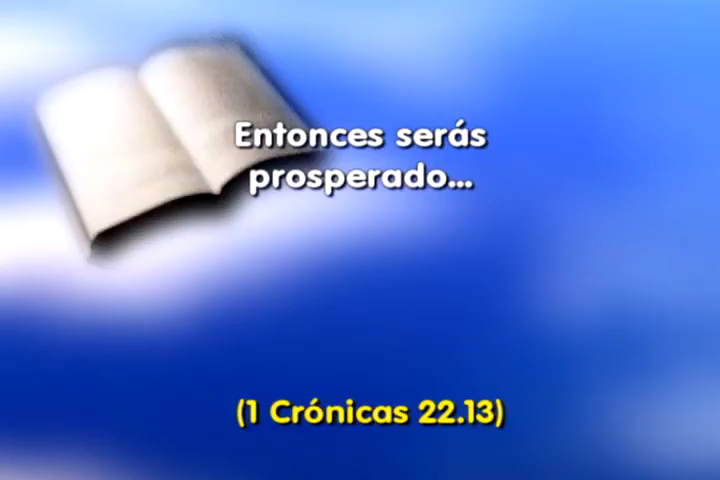 Entonces serás
prosperado...
(1 Crónicas 22.13)